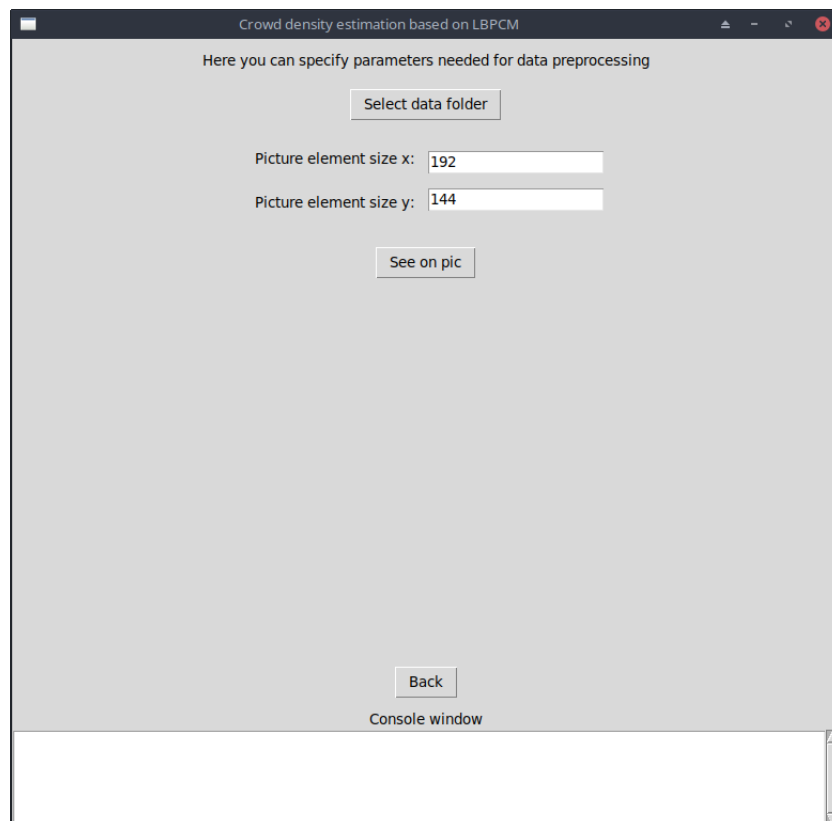 Crowd density estimation based on LBPCM
Here you can specify parameters needed for data preprocessing
Select data folder
Picture element size x: 192
Picture element size y: 144
See on pic
Back
Console window